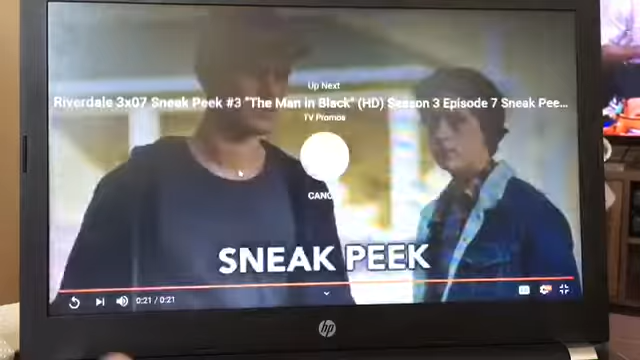 Up Next
Riverdale 3x07 Sneak Peek #3 "The Man in Black" (HD) Season 3 Episode 7 Sneak Pee...
TV Promos
CANC
SNEAK PEEK
0:21 / 0:21
hp